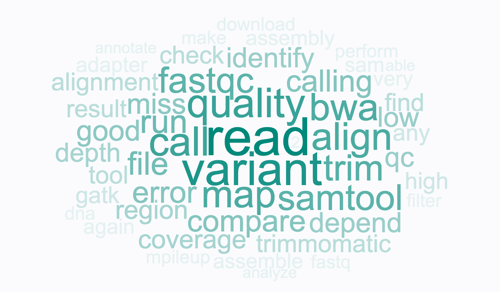 download
make assembly
annotate check identify perform
adapter fastqc calling samable
alignment quality bwa very
result miss find
good run call read align low any
depth file variant trim qc
tool error map samtool high
gatk region compare depend filter
dna again coverage trimmomatic
mpileup assemble fastq
analyze